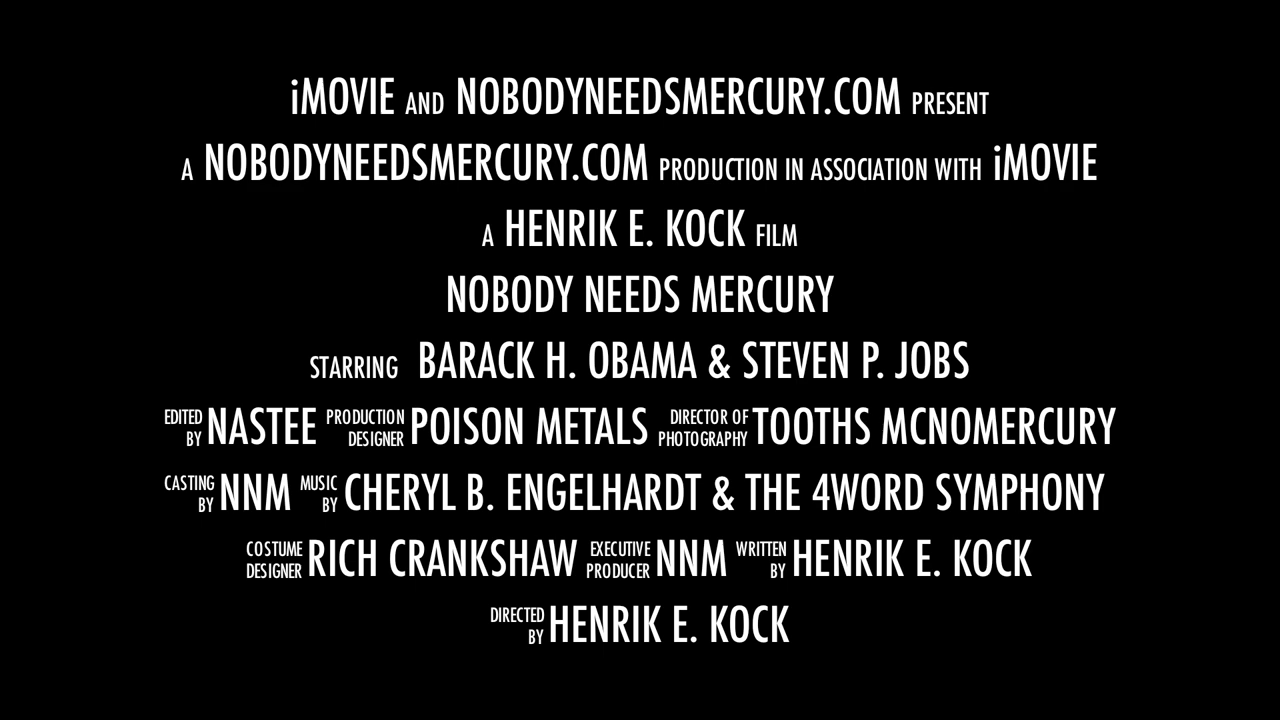 iMOVIE AND NOBODYNEEDSMERCURY.COM PRESENT
A NOBODYNEEDSMERCURY.COM PRODUCTION IN ASSOCIATION WITH iMOVIE
A HENRIK E. KOCK FILM
NOBODY NEEDS MERCURY
STARRING BARACK H. OBAMA & STEVEN P. JOBS
EDITED BY NASTEE PRODUCTION DESIGNER POISON METALS DIRECTOR OF PHOTOGRAPHY TOOTHS MCNOMERCURY
CASTING BY NNM MUSIC BY CHERYL B. ENGELHARDT & THE 4WORD SYMPHONY
COSTUME DESIGNER RICH CRANKSHAW EXECUTIVE PRODUCER NNM WRITTEN BY HENRIK E. KOCK
DIRECTED BY HENRIK E. KOCK